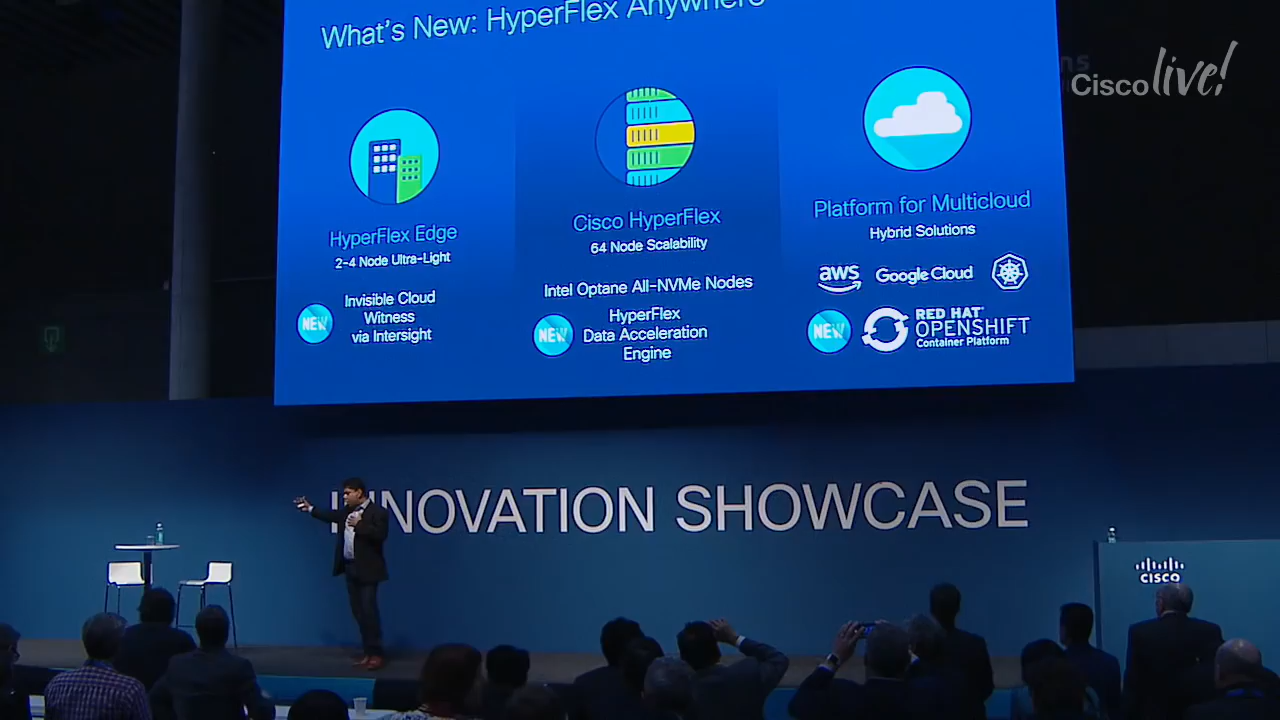 What's New: HyperFlex Anywhere
Cisco live!
HyperFlex Edge
2-4 Node Ultra-Light
NEW
Invisible Cloud
Witness
via Intersight
Cisco HyperFlex
64 Node Scalability
Intel Optane All-NVMe Nodes
NEW
HyperFlex
Data Acceleration
Engine
Platform for Multicloud
Hybrid Solutions
aws
Google Cloud
NEW
RED HAT
OPENSHIFT
Container Platform
INNOVATION SHOWCASE
CISCO